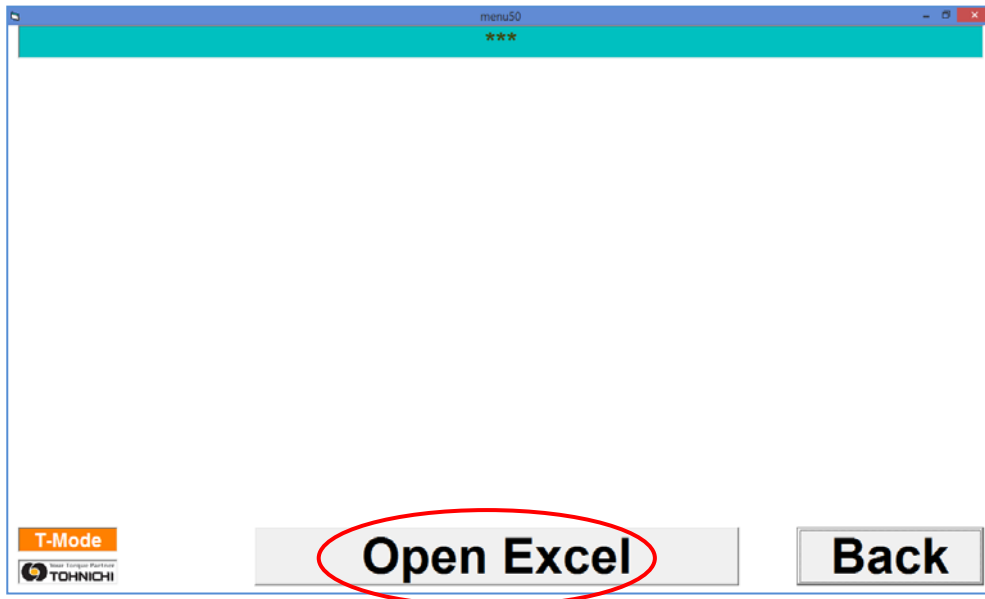 menu50
***
T-Mode
Your Torque Partner
TOHNICHI
Open Excel
Back